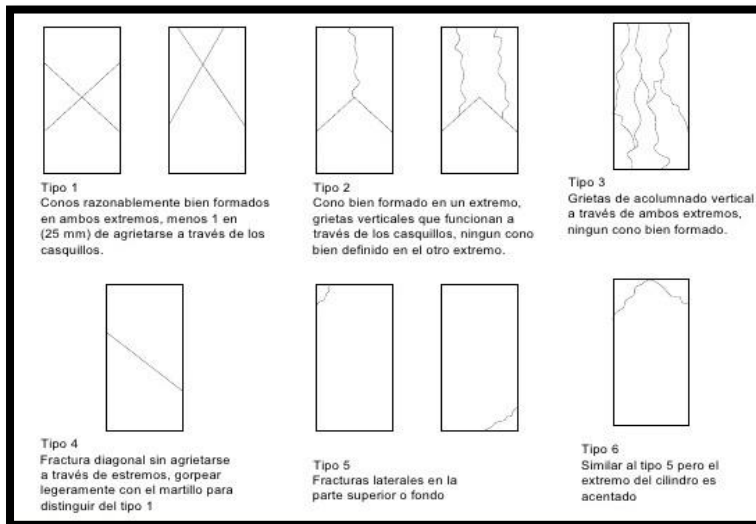 Tipo 1
Conos razonablemente bien formados
en ambos extremos, menos 1 en
(25 mm) de agrietarse a través de los
casquillos.
Tipo 2
Cono bien formado en un extremo,
grietas verticales que funcionan a
través de los casquillos, ningun cono
bien definido en el otro extremo.
Tipo 3
Grietas de acolumnado vertical
a través de ambos extremos,
ningun cono bien formado.
Tipo 4
Fractura diagonal sin agrietarse
a través de estremos, gorpear
legeramente con el martillo para
distinguir del tipo 1
Tipo 5
Fracturas laterales en la
parte superior o fondo
Tipo 6
Similar al tipo 5 pero el
extremo del cilindro es
acentado